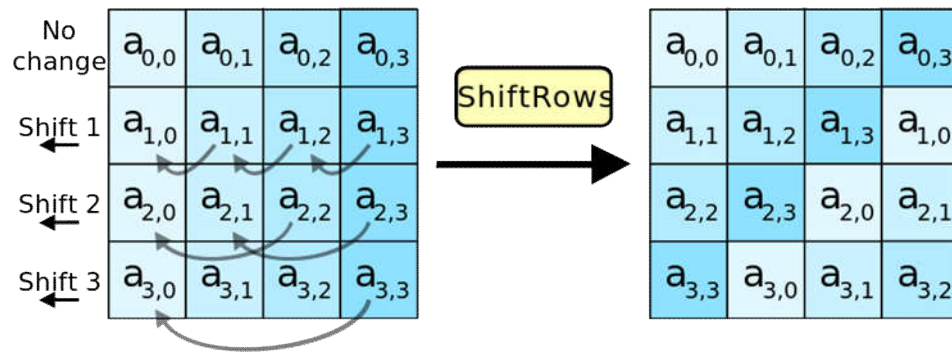 No
change
a0,0 a0,1 a0,2 a0,3
Shift 1
a1,0 a1,1 a1,2 a1,3
Shift 2
a2,0 a2,1 a2,2 a2,3
Shift 3
a3,0 a3,1 a3,2 a3,3
ShiftRows
a0,0 a0,1 a0,2 a0,3
a1,1 a1,2 a1,3 a1,0
a2,2 a2,3 a2,0 a2,1
a3,3 a3,0 a3,1 a3,2